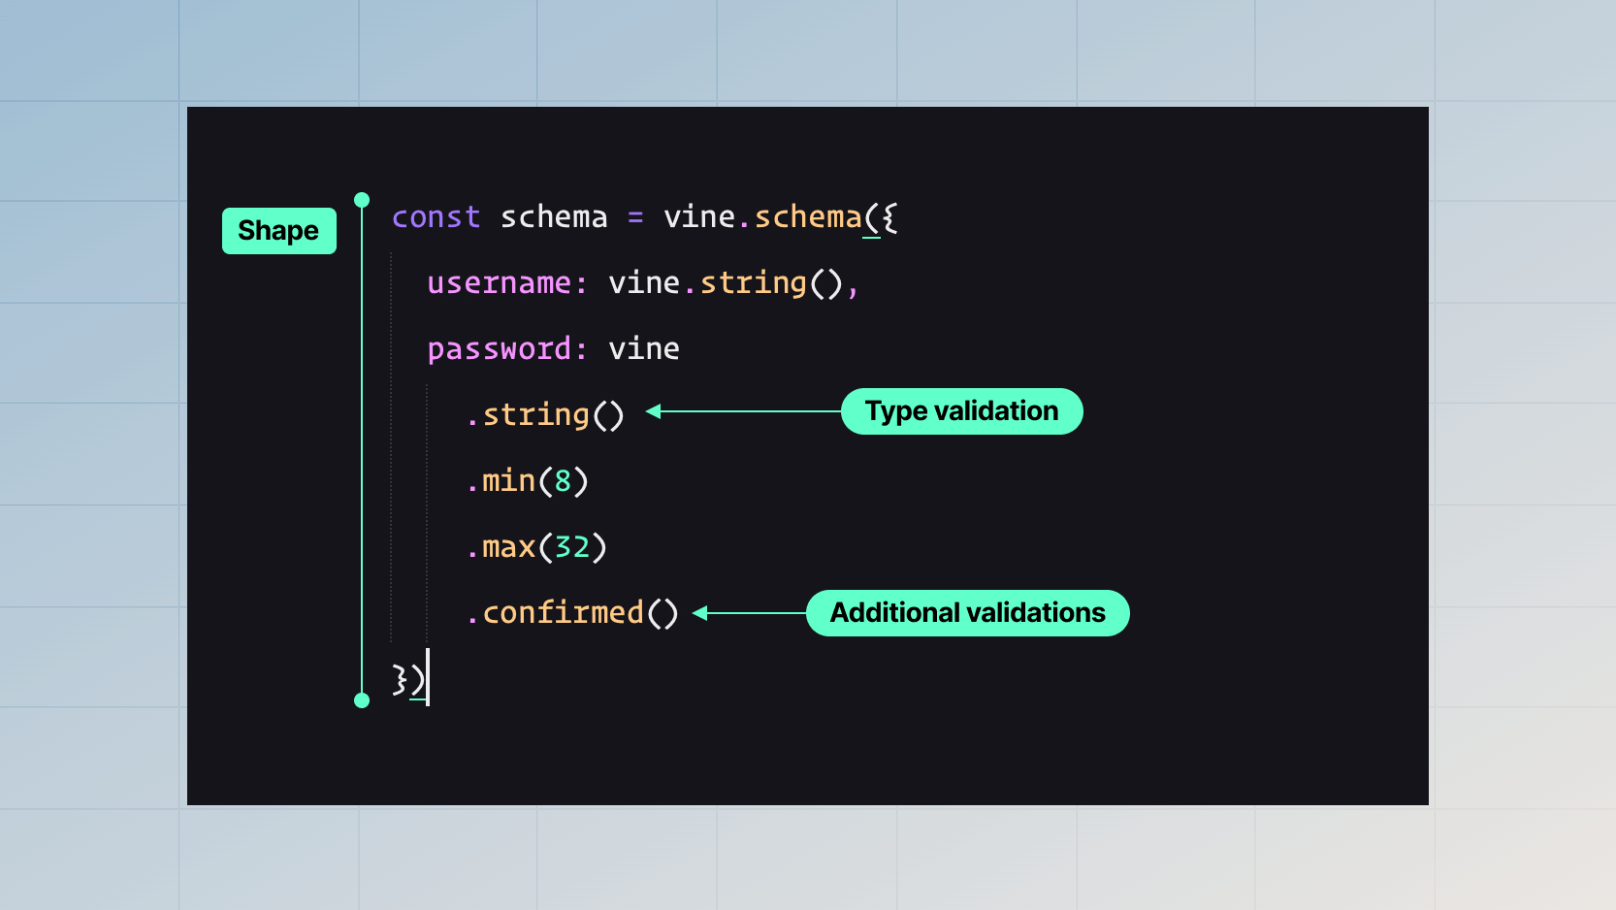 Shape
const schema = vine.schema({
username: vine.string(),
password: vine
.string()
Type validation
.min(8)
.max(32)
.confirmed()
Additional validations
})